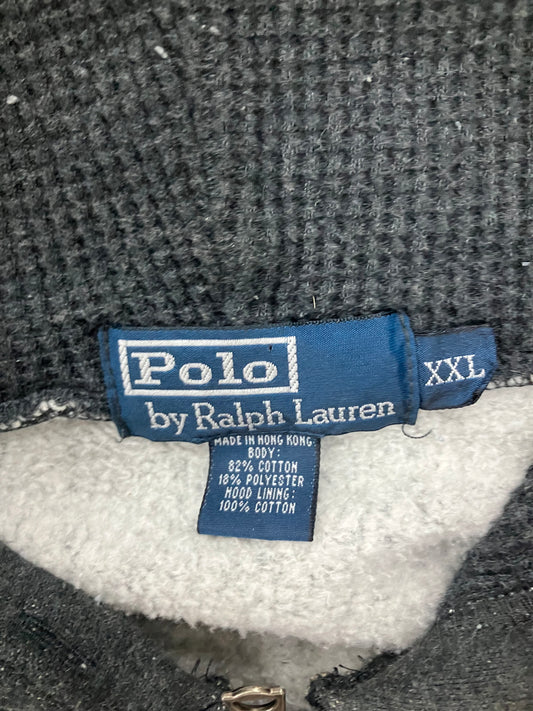 Polo
by Ralph Lauren
XXL
MADE IN HONG KONG
BODY:
82% COTTON
18% POLYESTER
HOOD LINING:
100% COTTON